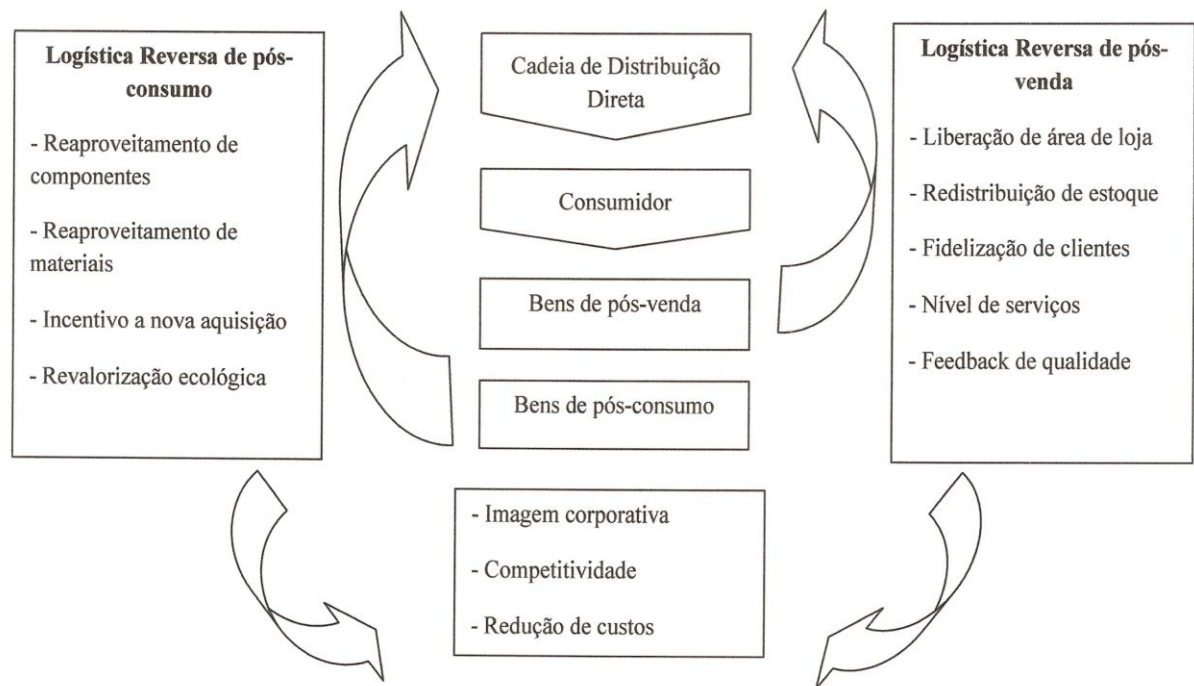 Logística Reversa de pós-
consumo
- Reaproveitamento de
componentes
- Reaproveitamento de
materiais
- Incentivo a nova aquisição
- Revalorização ecológica
Cadeia de Distribuição
Direta
Consumidor
Bens de pós-venda
Bens de pós-consumo
- Imagem corporativa
- Competitividade
- Redução de custos
Logística Reversa de pós-
venda
- Liberação de área de loja
- Redistribuição de estoque
- Fidelização de clientes
- Nível de serviços
- Feedback de qualidade